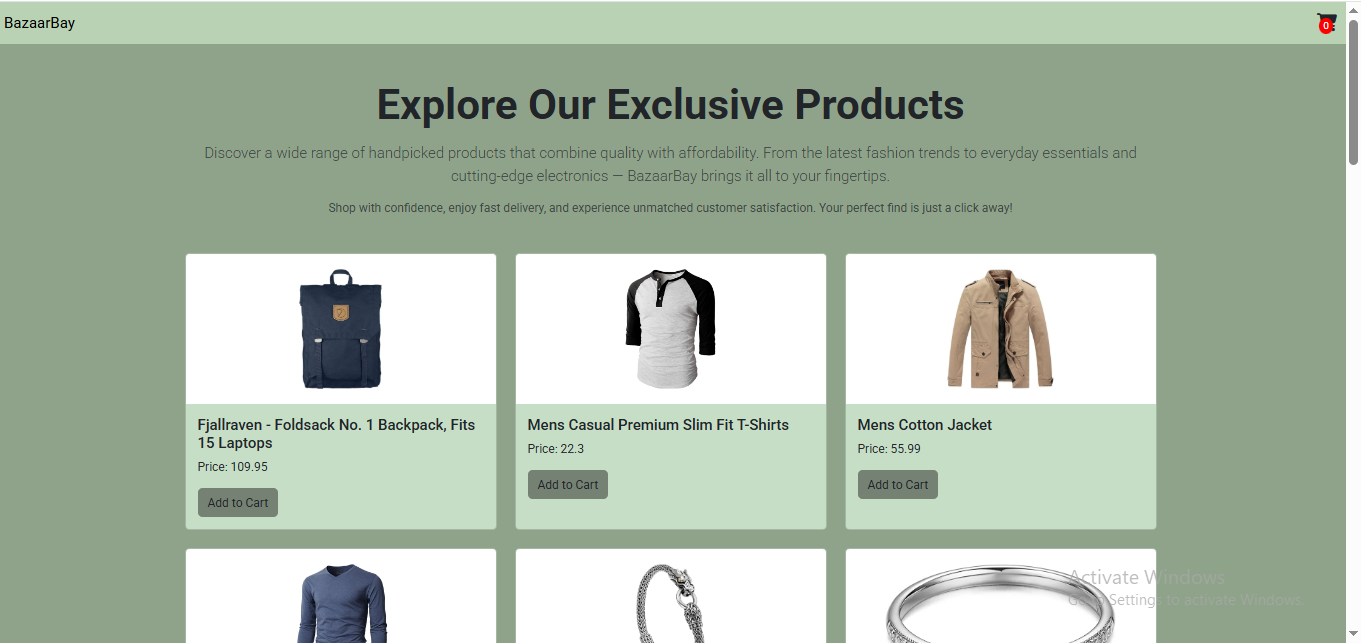 BazaarBay
0
Explore Our Exclusive Products
Discover a wide range of handpicked products that combine quality with affordability. From the latest fashion trends to everyday essentials and
cutting-edge electronics — BazaarBay brings it all to your fingertips.
Shop with confidence, enjoy fast delivery, and experience unmatched customer satisfaction. Your perfect find is just a click away!
Fjallraven - Foldsack No. 1 Backpack, Fits
15 Laptops
Price: 109.95
Add to Cart
Mens Casual Premium Slim Fit T-Shirts
Price: 22.3
Add to Cart
Mens Cotton Jacket
Price: 55.99
Add to Cart
Activate Windows
Go to Settings to activate Windows.